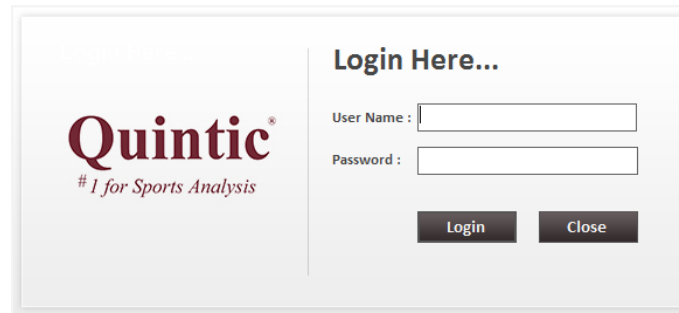 Quintic®
#1 for Sports Analysis
Login Here...
User Name :
Password :
Login
Close